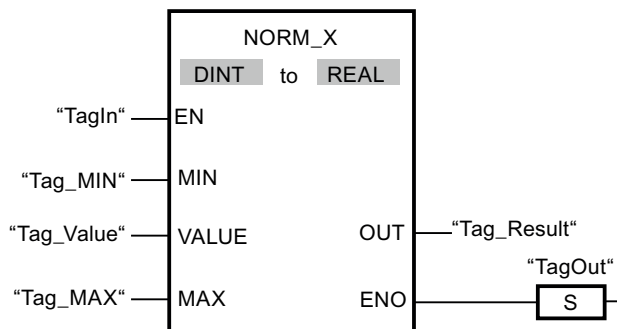 NORM_X
DINT to REAL
“TagIn“ EN
“Tag_MIN“ MIN
“Tag_Value“ VALUE OUT “Tag_Result“
“TagOut“
“Tag_MAX“ MAX ENO S